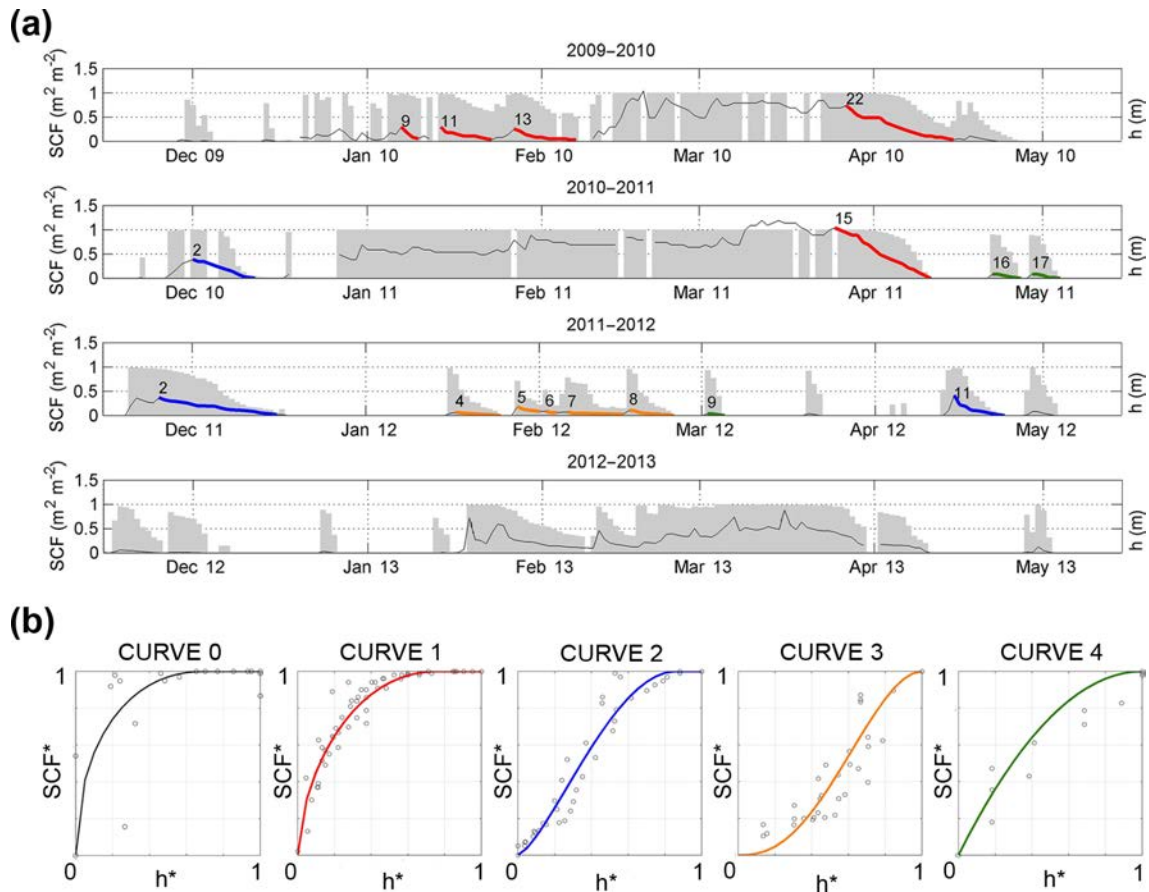 (a)
2009-2010
SCF (m² m⁻²)
1.5
1
0.5
0
9
11
13
22
h (m)
Dec 09
Jan 10
Feb 10
Mar 10
Apr 10
May 10
2010-2011
SCF (m² m⁻²)
1.5
1
0.5
0
2
15
16
17
h (m)
Dec 10
Jan 11
Feb 11
Mar 11
Apr 11
May 11
2011-2012
SCF (m² m⁻²)
1.5
1
0.5
0
2
4
5
6
7
8
9
11
h (m)
Dec 11
Jan 12
Feb 12
Mar 12
Apr 12
May 12
2012-2013
SCF (m² m⁻²)
1.5
1
0.5
0
h (m)
Dec 12
Jan 13
Feb 13
Mar 13
Apr 13
May 13
(b)
CURVE 0
1
SCF*
0
h*
1
CURVE 1
1
SCF*
0
h*
1
CURVE 2
1
SCF*
0
h*
1
CURVE 3
1
SCF*
0
h*
1
CURVE 4
1
SCF*
0
h*
1